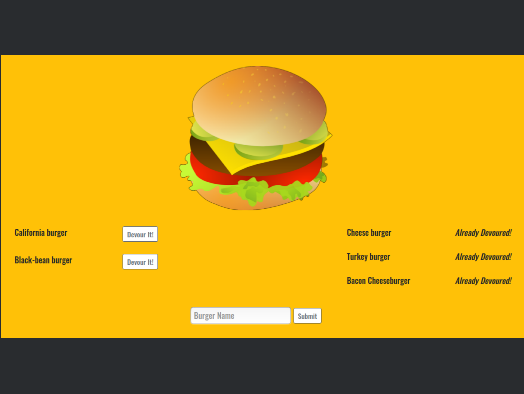 California burger Devour It!
Black-bean burger Devour It!
Cheese burger Already Devoured!
Turkey burger Already Devoured!
Bacon Cheeseburger Already Devoured!
Burger Name Submit